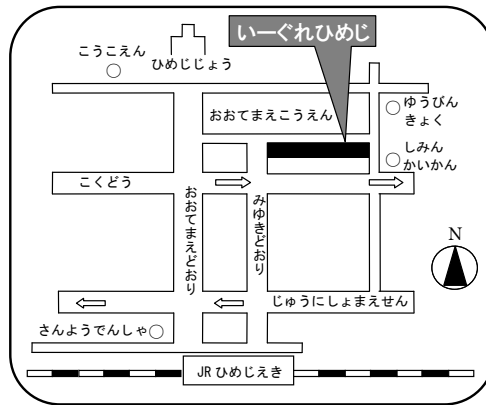 いーぐれひめじ
こうこえん
ひめじじょう
おおてまえこうえん
ゆうびん
きょく
しみん
かいかん
こくどう
おおてまえどおり
みゆきどおり
N
じゅうにしょまえせん
さんようでんしゃ
JRひめじえき